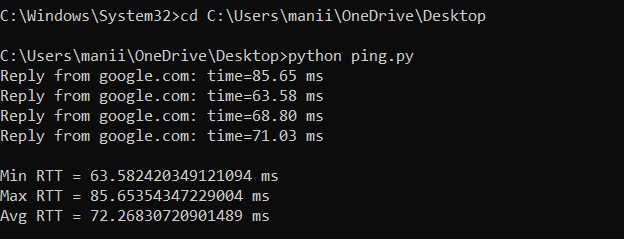 C:\Windows\System32>cd C:\Users\manii\OneDrive\Desktop
C:\Users\manii\OneDrive\Desktop>python ping.py
Reply from google.com: time=85.65 ms
Reply from google.com: time=63.58 ms
Reply from google.com: time=68.80 ms
Reply from google.com: time=71.03 ms
Min RTT = 63.582420349121094 ms
Max RTT = 85.65354347229004 ms
Avg RTT = 72.26830720901489 ms